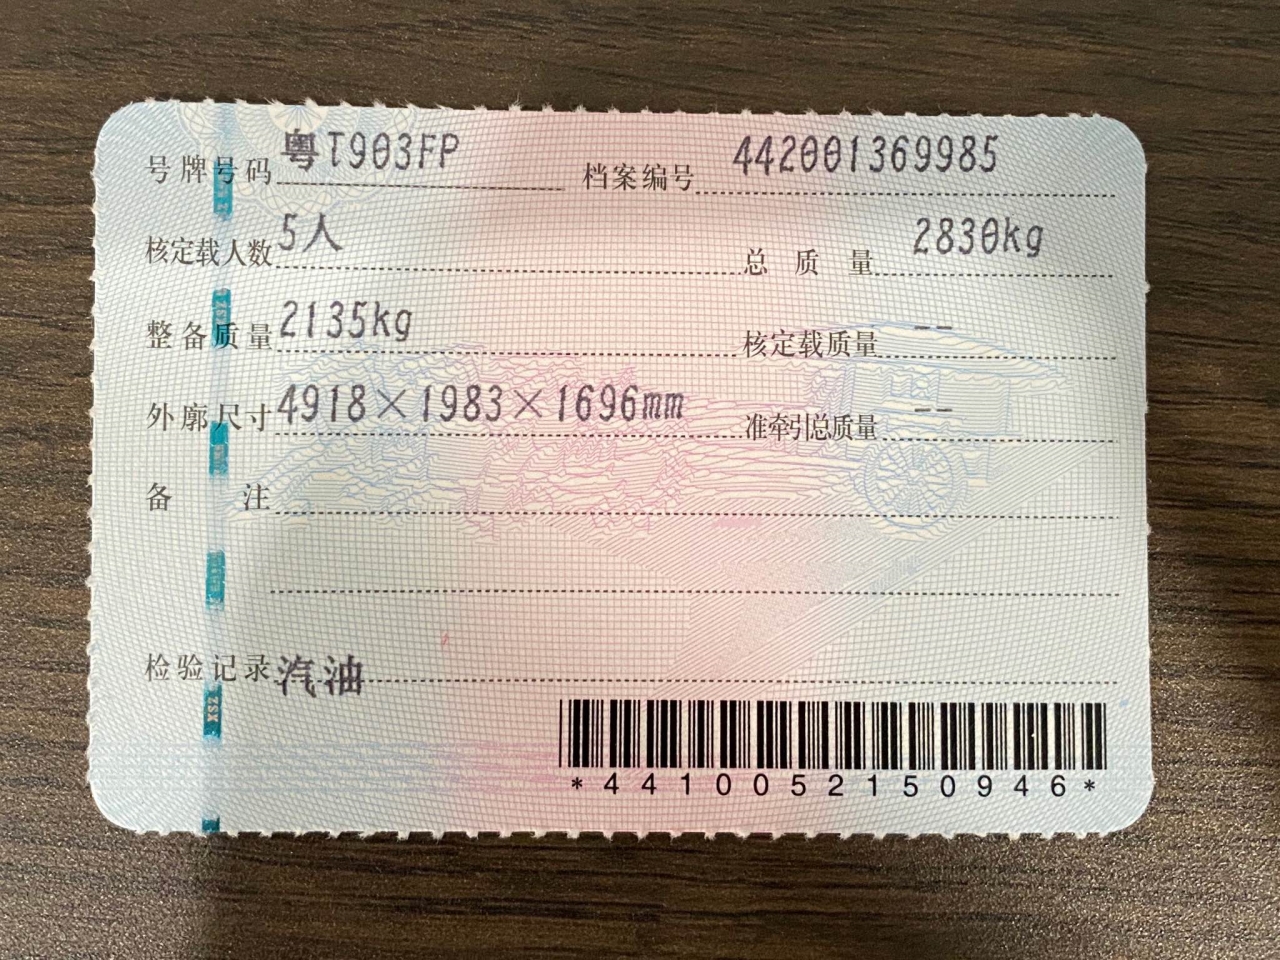 号牌号码 粤T903FP 档案编号 442001369985
核定载人数 5人 总质量 2830kg
整备质量 2135kg 核定载质量 --
外廓尺寸 4918×1983×1696mm 准牵引总质量 --
备注
检验记录 汽油
*4410052150946*